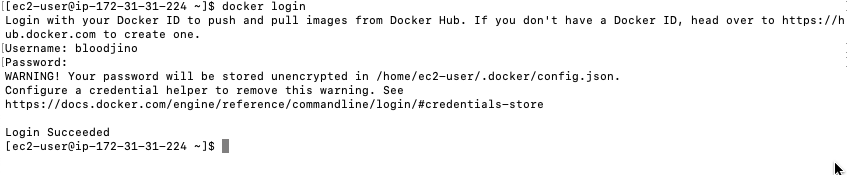 [[ec2-user@ip-172-31-31-224 ~]$ docker login
Login with your Docker ID to push and pull images from Docker Hub. If you don't have a Docker ID, head over to https://h
ub.docker.com to create one.
[Username: bloodjino
[Password:
WARNING! Your password will be stored unencrypted in /home/ec2-user/.docker/config.json.
Configure a credential helper to remove this warning. See
https://docs.docker.com/engine/reference/commandline/login/#credentials-store
Login Succeeded
[ec2-user@ip-172-31-31-224 ~]$